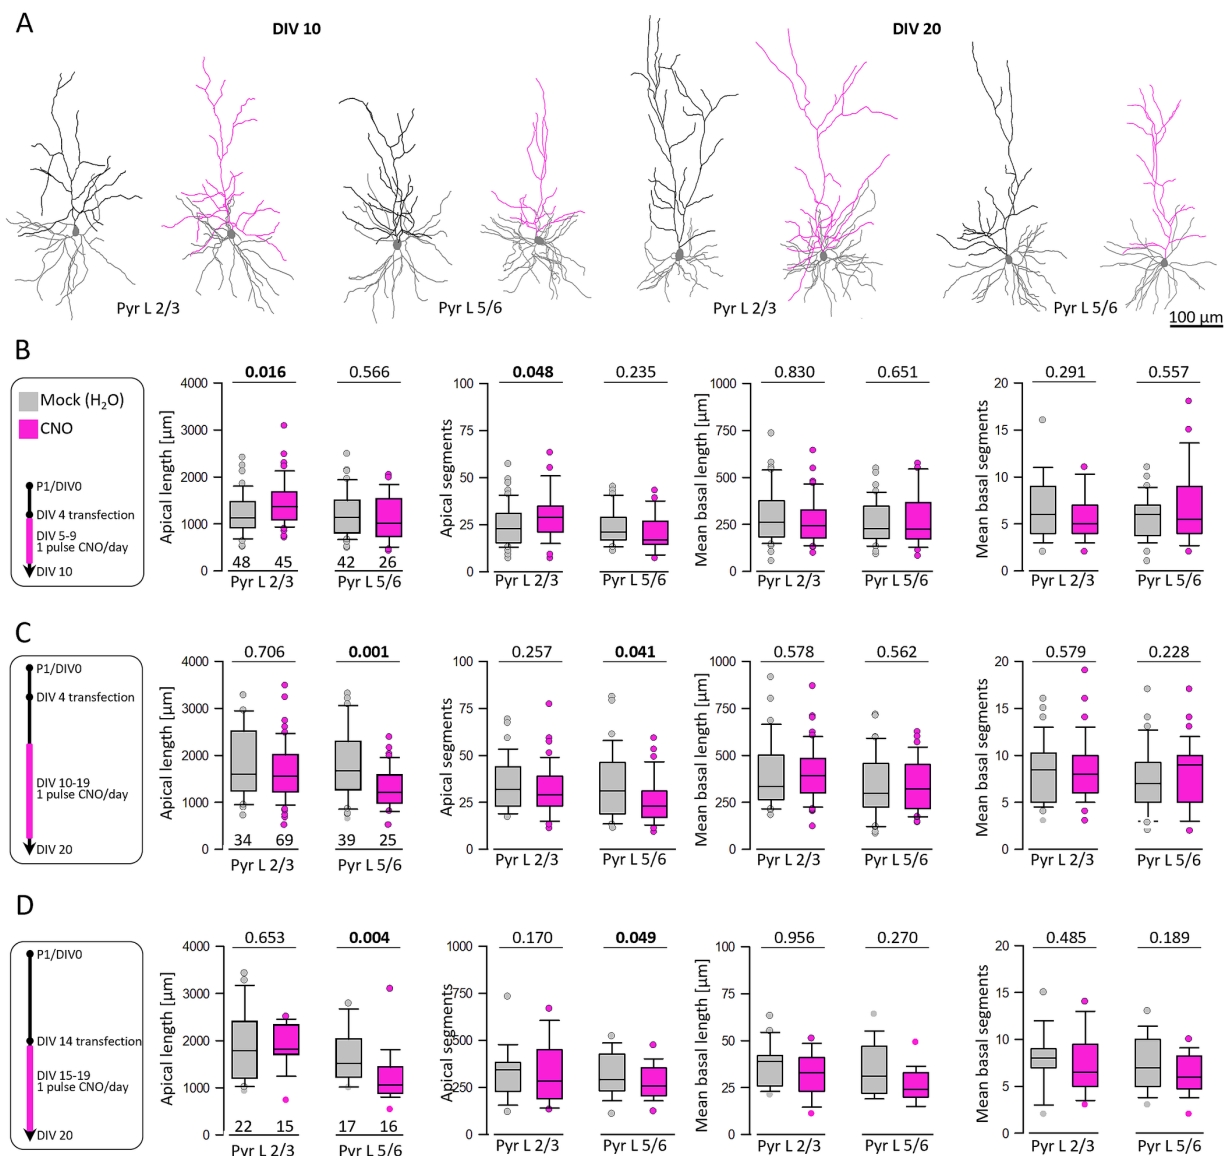 A
DIV 10
DIV 20
Pyr L 2/3
Pyr L 5/6
Pyr L 2/3
Pyr L 5/6
100 µm
B
Mock (H₂O)
CNO
P1/DIV0
DIV 4 transfection
DIV 5-9
1 pulse CNO/day
DIV 10
Apical length [µm]
4000
3000
2000
1000
0
0.016
0.566
48 45 42 26
Pyr L 2/3 Pyr L 5/6
Apical segments
100
75
50
25
0
0.048
0.235
Pyr L 2/3 Pyr L 5/6
Mean basal length [µm]
1000
750
500
250
0
0.830
0.651
Pyr L 2/3 Pyr L 5/6
Mean basal segments
20
15
10
5
0
0.291
0.557
Pyr L 2/3 Pyr L 5/6
C
P1/DIV0
DIV 4 transfection
DIV 10-19
1 pulse CNO/day
DIV 20
Apical length [µm]
4000
3000
2000
1000
0
0.706
0.001
34 69 39 25
Pyr L 2/3 Pyr L 5/6
Apical segments
100
75
50
25
0
0.257
0.041
Pyr L 2/3 Pyr L 5/6
Mean basal length [µm]
1000
750
500
250
0
0.578
0.562
Pyr L 2/3 Pyr L 5/6
Mean basal segments
20
15
10
5
0
0.579
0.228
Pyr L 2/3 Pyr L 5/6
D
P1/DIV0
DIV 14 transfection
DIV 15-19
1 pulse CNO/day
DIV 20
Apical length [µm]
4000
3000
2000
1000
0
0.653
0.004
22 15 17 16
Pyr L 2/3 Pyr L 5/6
Apical segments
1000
750
500
250
0
0.170
0.049
Pyr L 2/3 Pyr L 5/6
Mean basal length [µm]
100
75
50
25
0
0.956
0.270
Pyr L 2/3 Pyr L 5/6
Mean basal segments
20
15
10
5
0
0.485
0.189
Pyr L 2/3 Pyr L 5/6